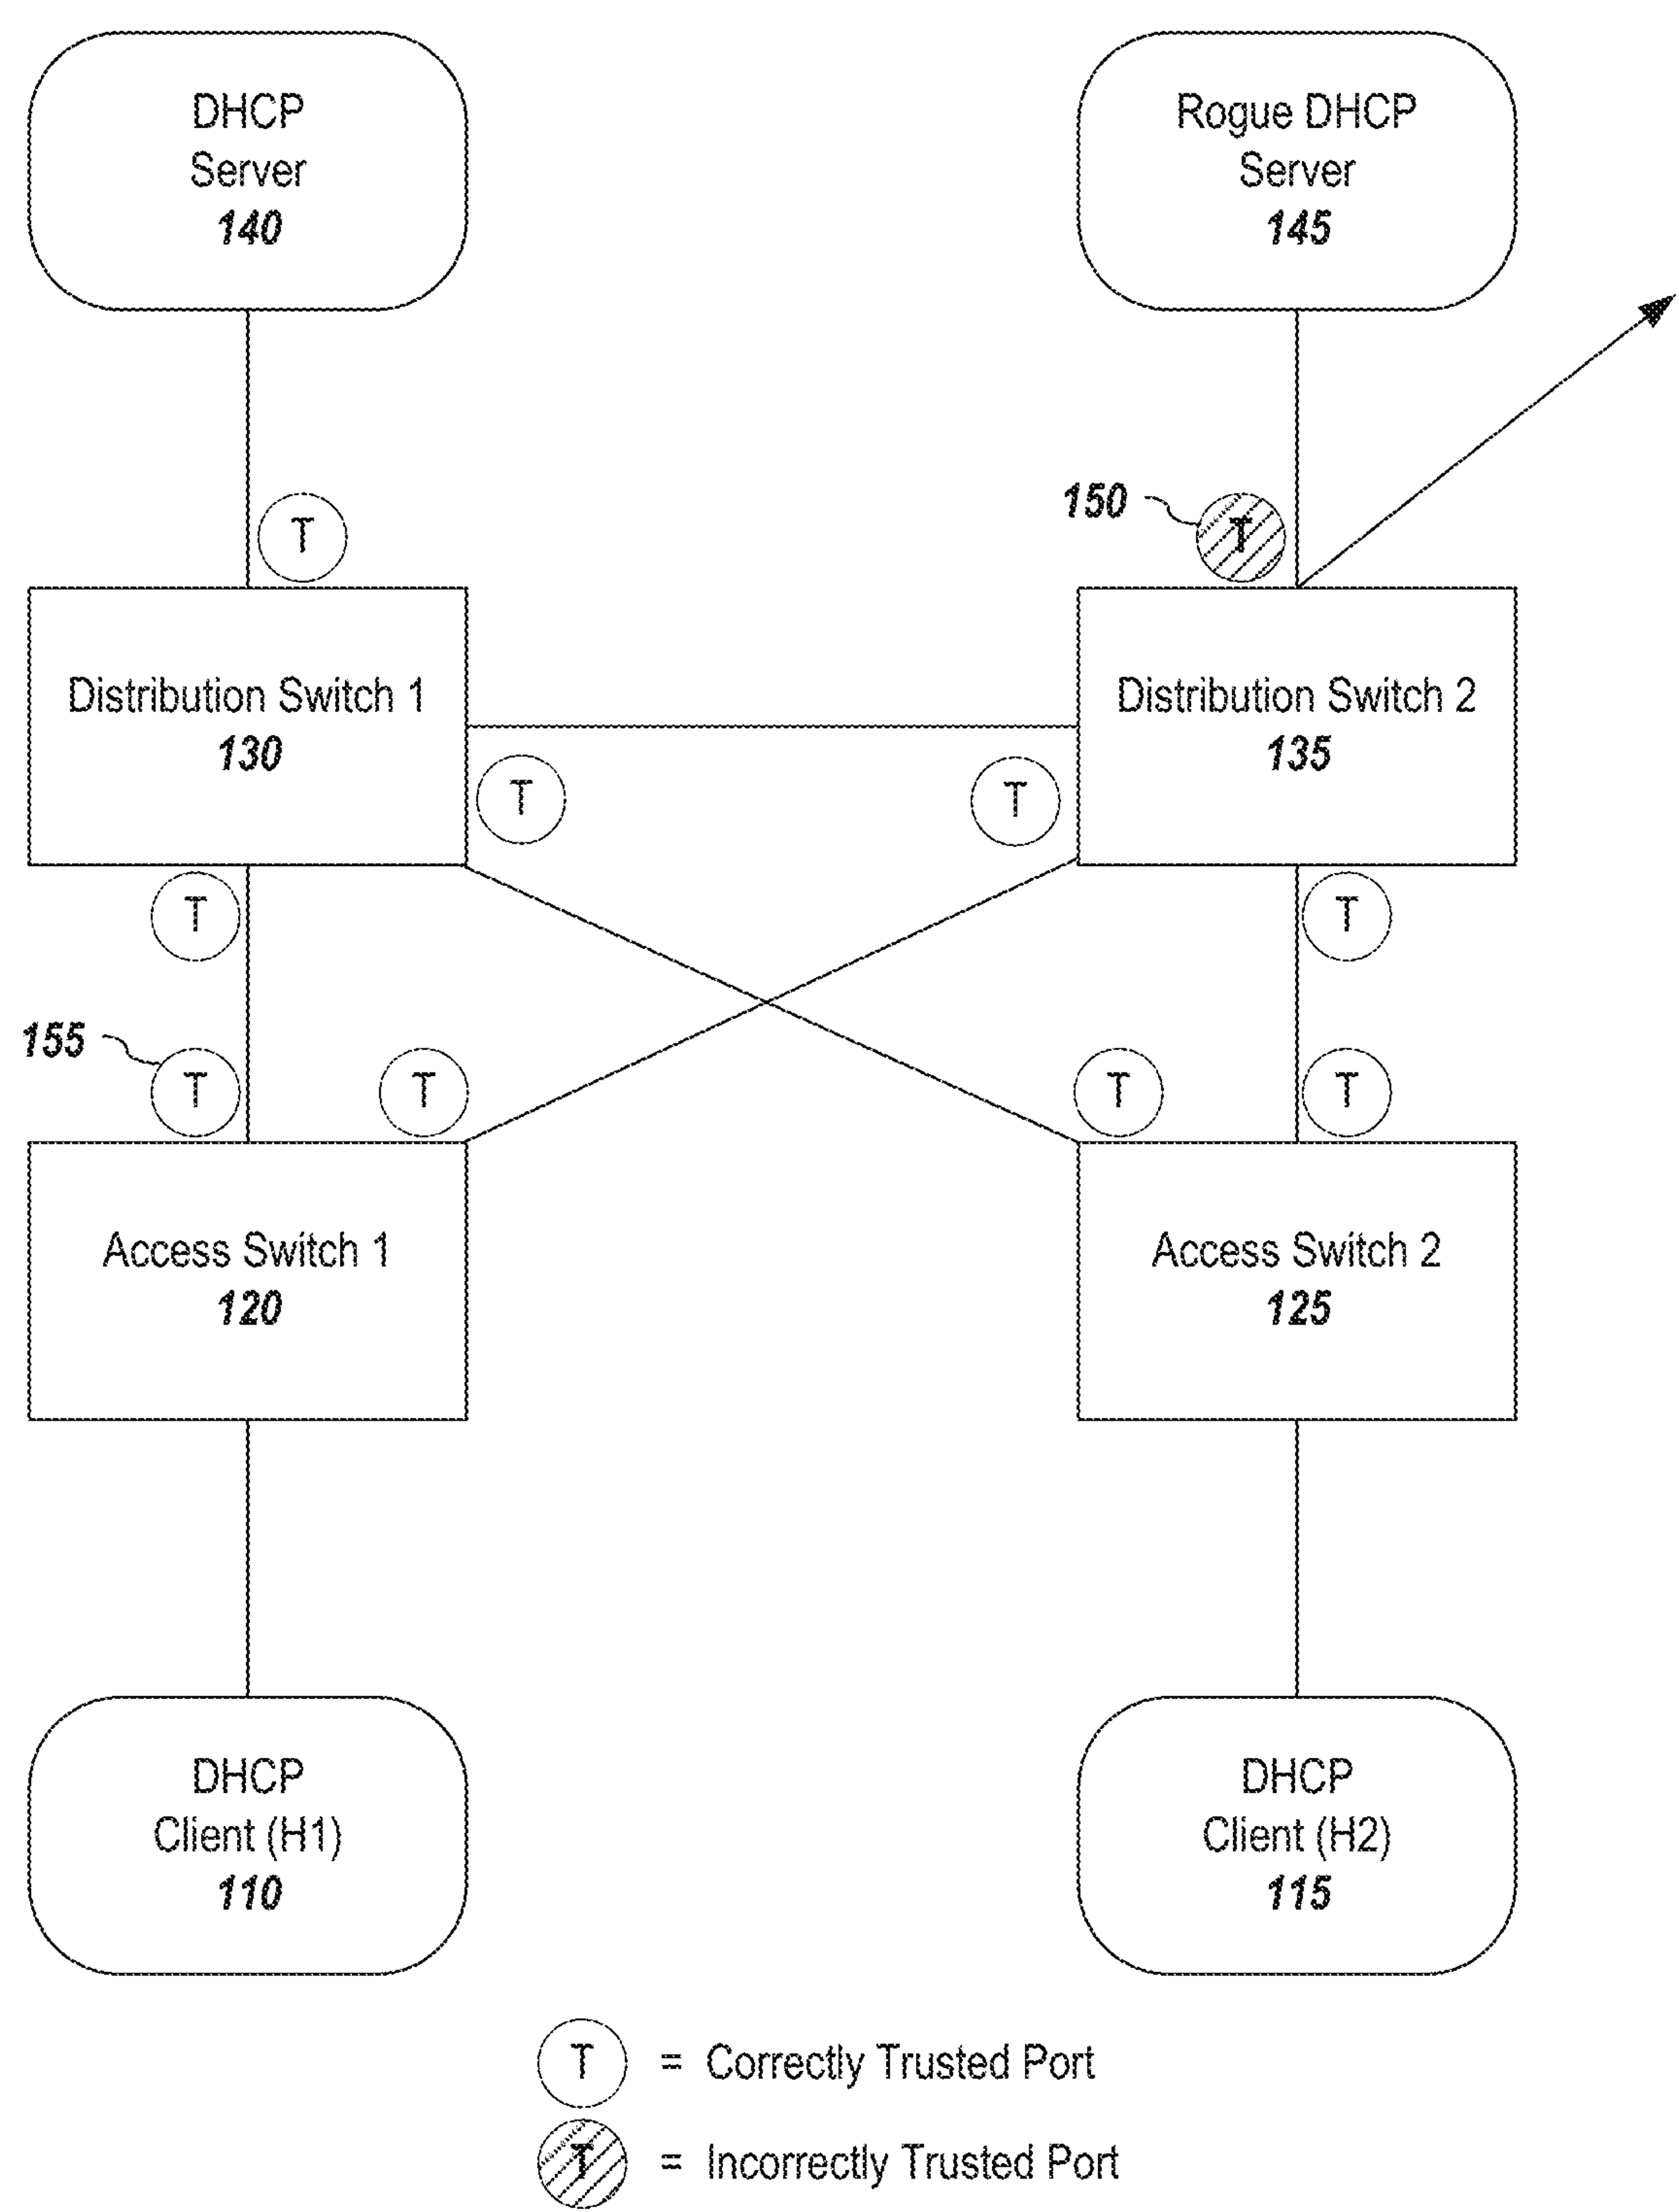 DHCP
Server
140
Rogue DHCP
Server
145
T
150
T
Distribution Switch 1
130
Distribution Switch 2
135
T
T
T
T
155
T
T
T
T
Access Switch 1
120
Access Switch 2
125
DHCP
Client (H1)
110
DHCP
Client (H2)
115
T = Correctly Trusted Port
T = Incorrectly Trusted Port